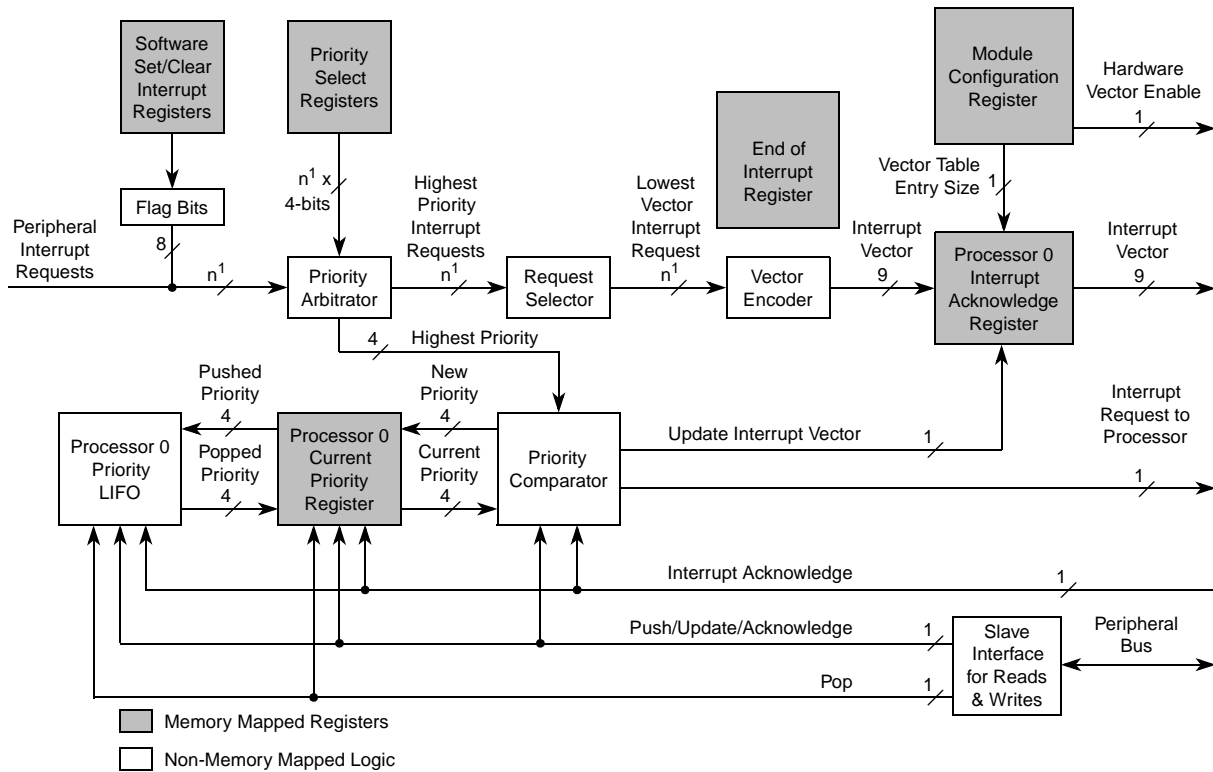 Software
Set/Clear
Interrupt
Registers
Priority
Select
Registers
Module
Configuration
Register
Hardware
Vector Enable
1
End of
Interrupt
Register
Vector Table
Entry Size
1
n1 x
4-bits
Highest
Priority
Interrupt
Requests
n1
Lowest
Vector
Interrupt
Request
n1
Flag Bits
8
Peripheral
Interrupt
Requests
n1
Priority
Arbitrator
Request
Selector
Vector
Encoder
Interrupt
Vector
9
Processor 0
Interrupt
Acknowledge
Register
Interrupt
Vector
9
4
Highest Priority
Pushed
Priority
4
New
Priority
4
Processor 0
Priority
LIFO
Popped
Priority
4
Processor 0
Current
Priority
Register
Current
Priority
4
Priority
Comparator
Update Interrupt Vector
1
Interrupt
Request to
Processor
1
Interrupt Acknowledge
1
Push/Update/Acknowledge
1
Slave
Interface
for Reads
& Writes
Peripheral
Bus
Pop
1
Memory Mapped Registers
Non-Memory Mapped Logic